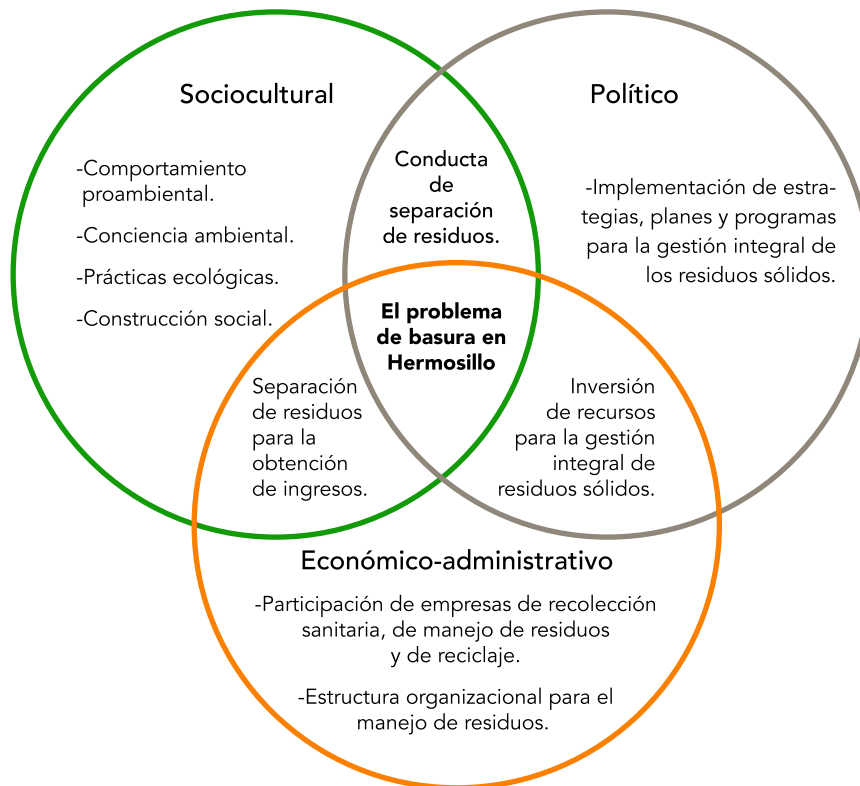 Sociocultural
-Comportamiento
proambiental.
-Conciencia ambiental.
-Prácticas ecológicas.
-Construcción social.
Conducta
de
separación
de residuos.
Político
-Implementación de estra-
tegias, planes y programas
para la gestión integral de
los residuos sólidos.
El problema
de basura en
Hermosillo
Separación
de residuos
para la
obtención
de ingresos.
Inversión
de recursos
para la gestión
integral de
residuos sólidos.
Económico-administrativo
-Participación de empresas de recolección
sanitaria, de manejo de residuos
y de reciclaje.
-Estructura organizacional para el
manejo de residuos.